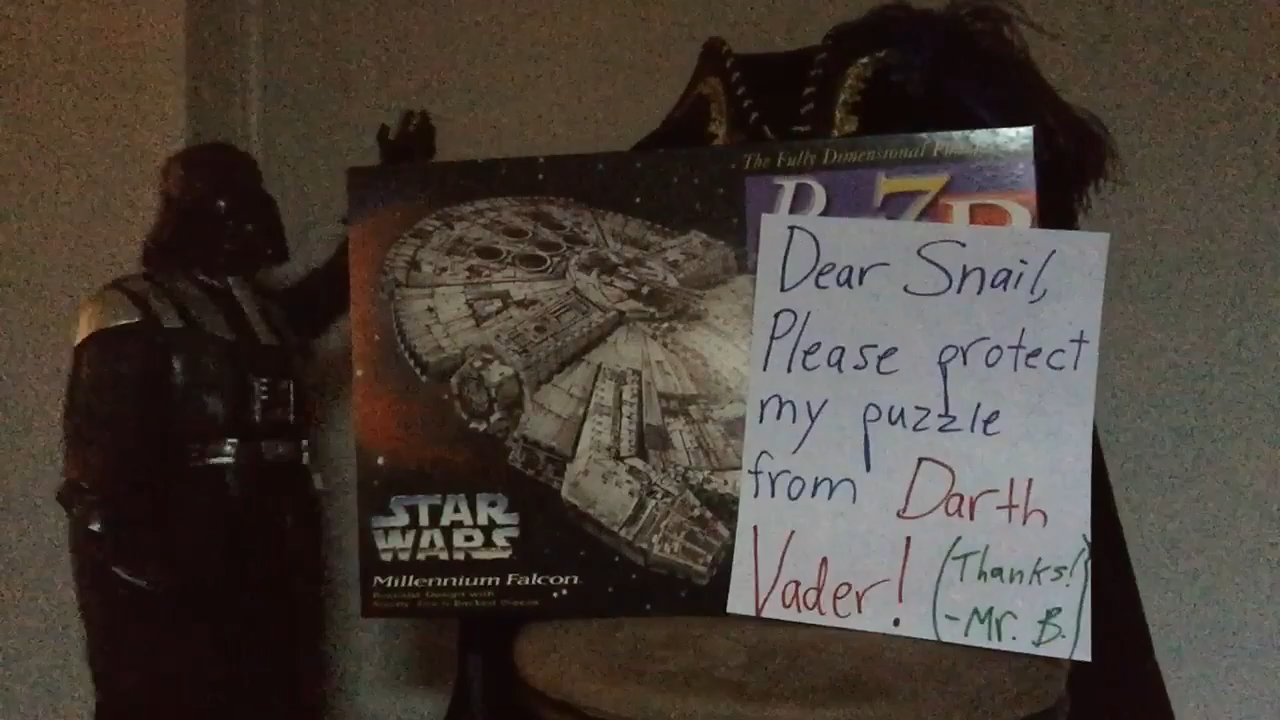 The Fully Dimensional
Dear Snail,
Please protect
my puzzle
from Darth
Vader! (Thanks!)
-Mr. B.)
STAR
WARS
Millennium Falcon